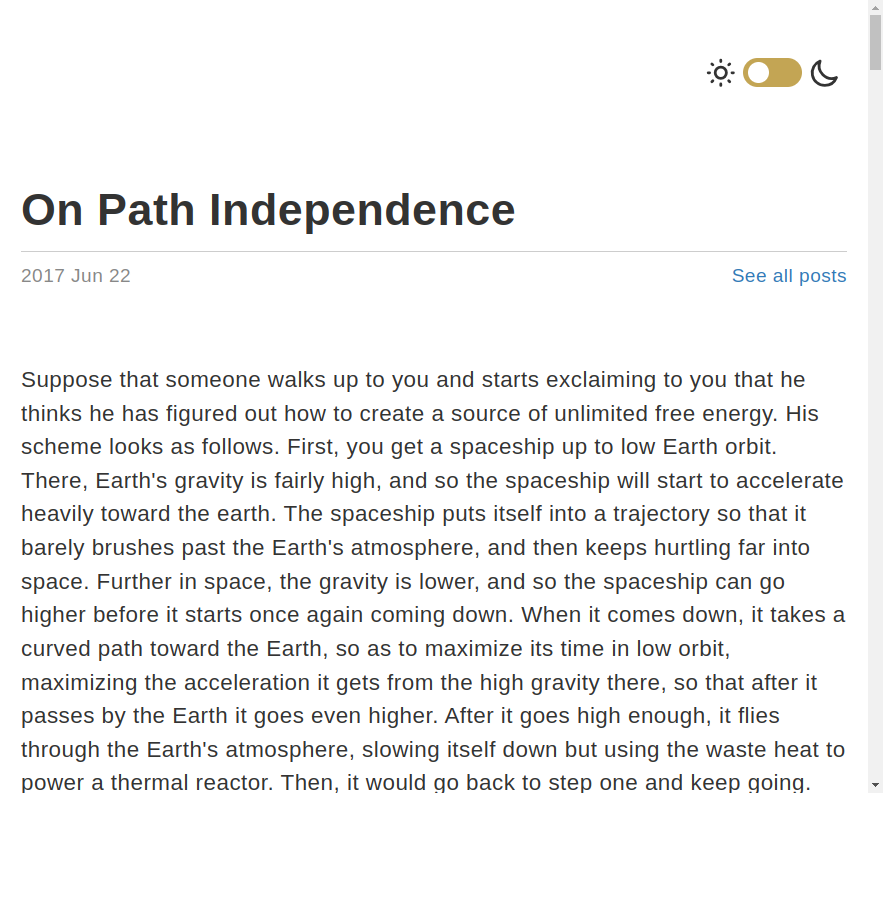 On Path Independence
2017 Jun 22
See all posts
Suppose that someone walks up to you and starts exclaiming to you that he
thinks he has figured out how to create a source of unlimited free energy. His
scheme looks as follows. First, you get a spaceship up to low Earth orbit.
There, Earth's gravity is fairly high, and so the spaceship will start to accelerate
heavily toward the earth. The spaceship puts itself into a trajectory so that it
barely brushes past the Earth's atmosphere, and then keeps hurtling far into
space. Further in space, the gravity is lower, and so the spaceship can go
higher before it starts once again coming down. When it comes down, it takes a
curved path toward the Earth, so as to maximize its time in low orbit,
maximizing the acceleration it gets from the high gravity there, so that after it
passes by the Earth it goes even higher. After it goes high enough, it flies
through the Earth's atmosphere, slowing itself down but using the waste heat to
power a thermal reactor. Then, it would go back to step one and keep going.